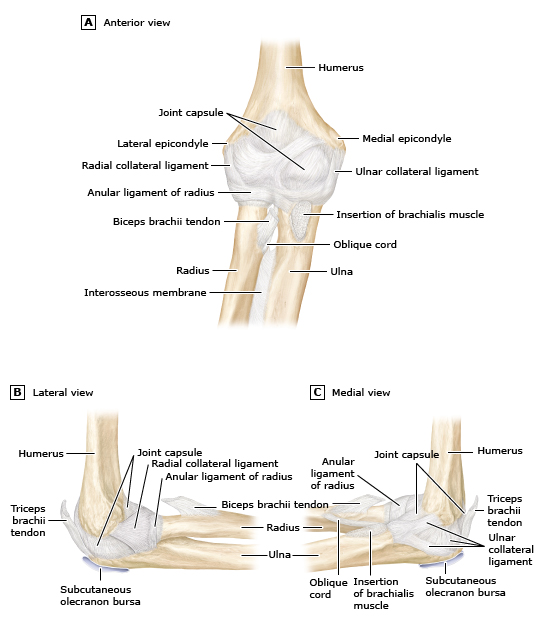 A Anterior view
Humerus
Joint capsule
Lateral epicondyle
Medial epicondyle
Radial collateral ligament
Ulnar collateral ligament
Anular ligament of radius
Biceps brachii tendon
Insertion of brachialis muscle
Oblique cord
Radius
Ulna
Interosseous membrane
B Lateral view
Humerus
Joint capsule
Radial collateral ligament
Anular ligament of radius
Triceps
brachii
tendon
Biceps brachii tendon
Radius
Ulna
Subcutaneous
olecranon bursa
C Medial view
Anular
ligament
of radius
Joint capsule
Humerus
Triceps
brachii
tendon
Ulnar
collateral
ligament
Oblique
cord
Insertion
of brachialis
muscle
Subcutaneous
olecranon bursa